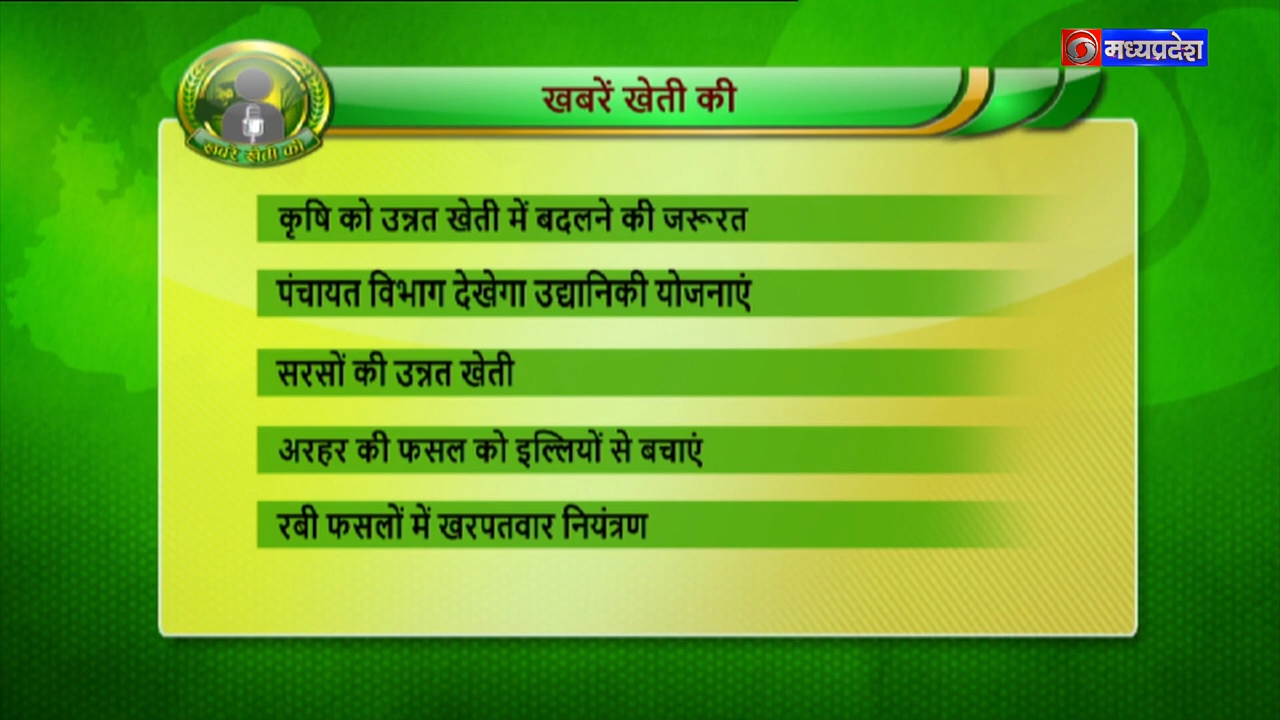 मध्यप्रदेश
खबरें खेती की
खबरें खेती की
कृषि को उन्नत खेती में बदलने की जरूरत
पंचायत विभाग देखेगा उद्यानिकी योजनाएं
सरसों की उन्नत खेती
अरहर की फसल को इल्लियों से बचाएं
रबी फसलों में खरपतवार नियंत्रण